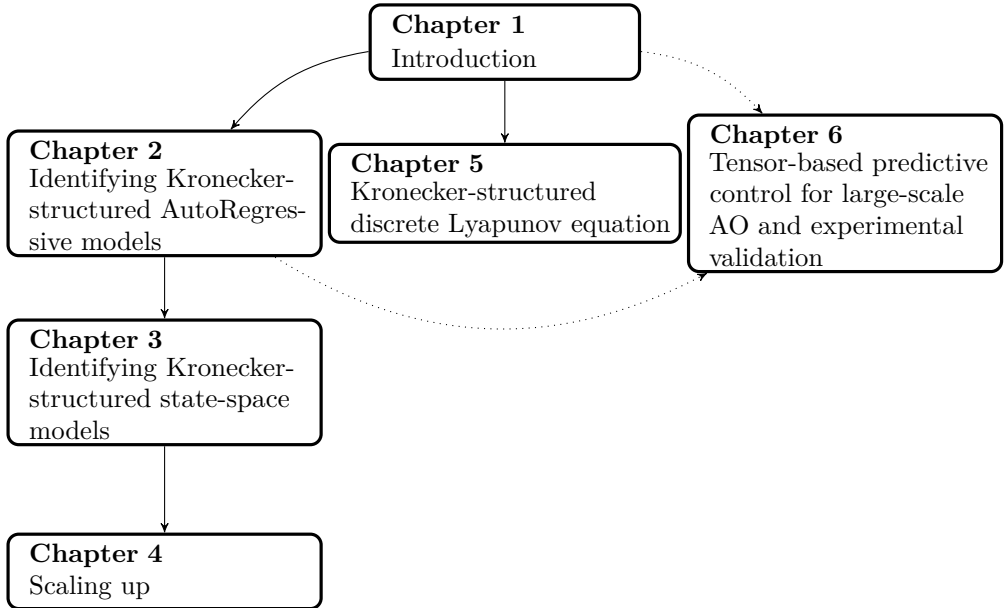 Chapter 1
Introduction
Chapter 2
Identifying Kronecker-
structured AutoRegres-
sive models
Chapter 5
Kronecker-structured
discrete Lyapunov equation
Chapter 6
Tensor-based predictive
control for large-scale
AO and experimental
validation
Chapter 3
Identifying Kronecker-
structured state-space
models
Chapter 4
Scaling up